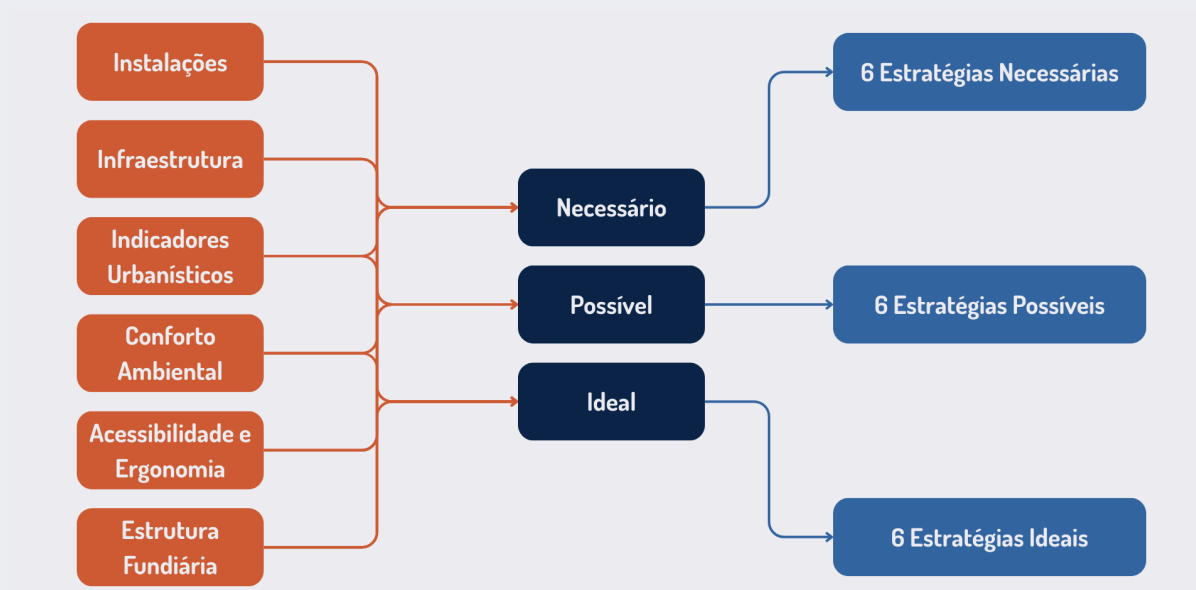 Instalações
Infraestrutura
Indicadores
Urbanísticos
Conforto
Ambiental
Acessibilidade e
Ergonomia
Estrutura
Fundiária
Necessário
Possível
Ideal
6 Estratégias Necessárias
6 Estratégias Possíveis
6 Estratégias Ideais